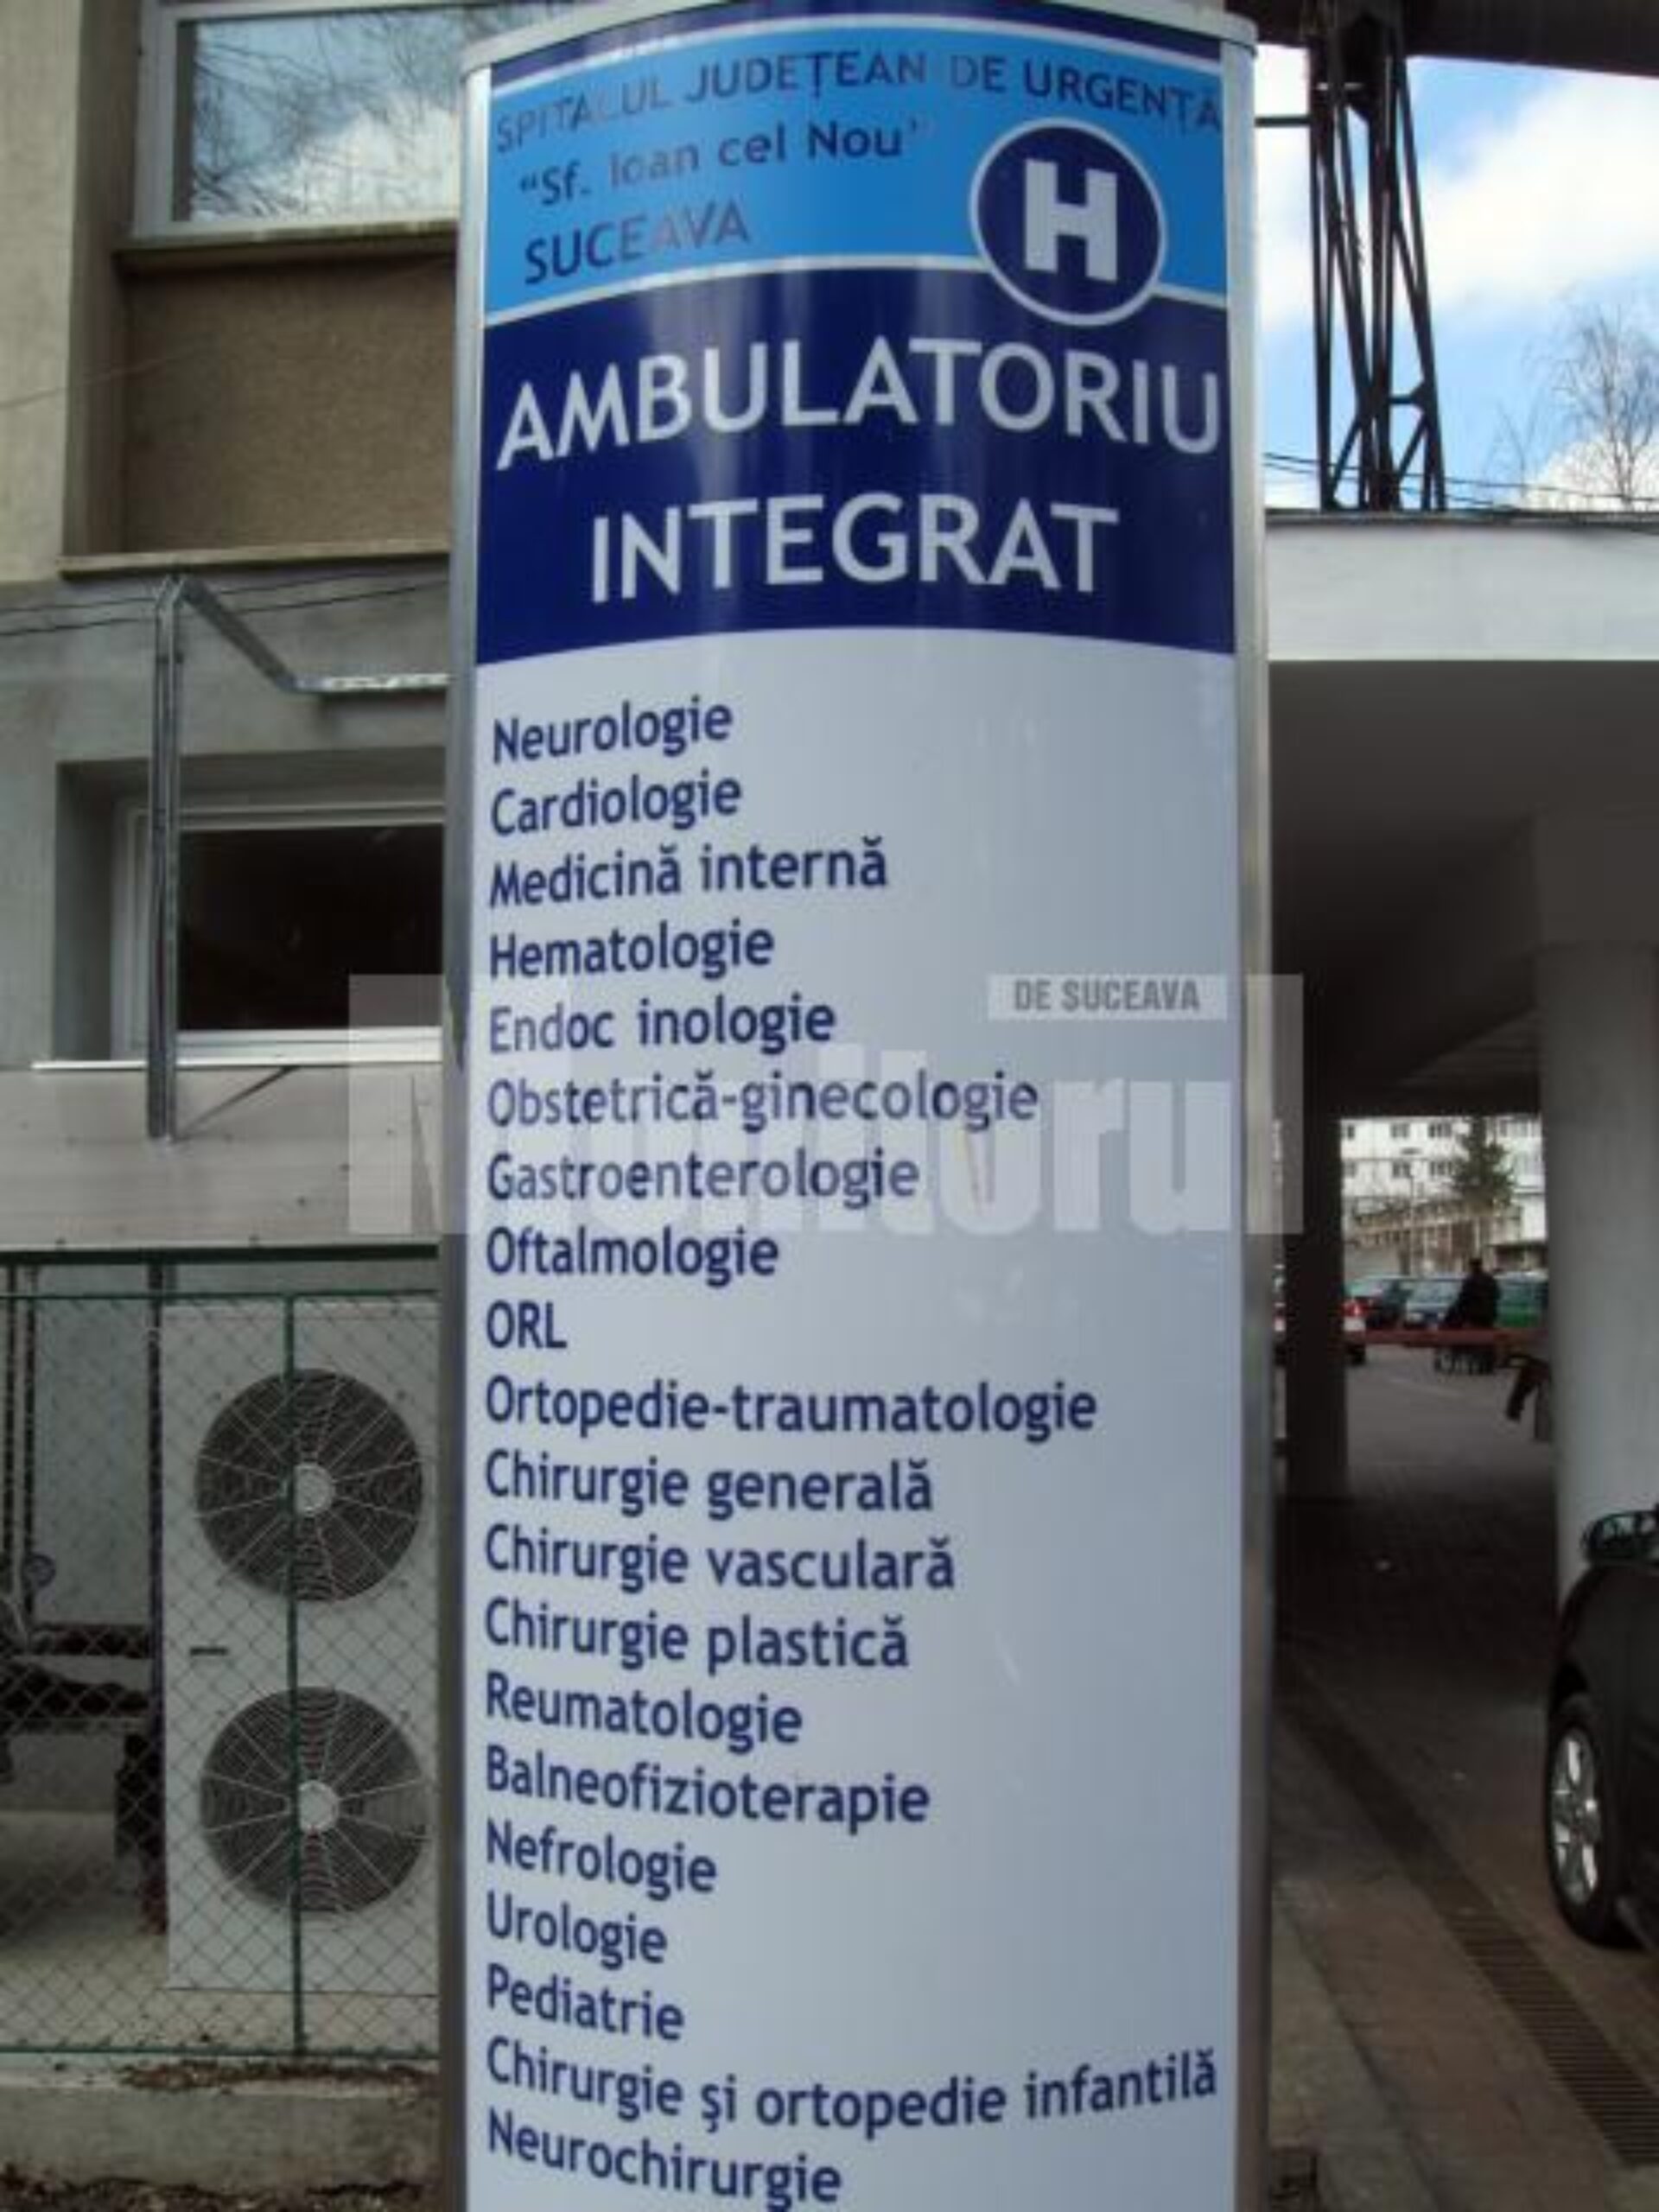 SPITALUL JUDEȚEAN DE URGENȚĂ
"Sf. Ioan cel Nou"
SUCEAVA
H
AMBULATORIU
INTEGRAT
Neurologie
Cardiologie
Medicină internă
Hematologie
Endoc inologie
DE SUCEAVA
Monitorul
Obstetrică-ginecologie
Gastroenterologie
Oftalmologie
ORL
Ortopedie-traumatologie
Chirurgie generală
Chirurgie vasculară
Chirurgie plastică
Reumatologie
Balneofizioterapie
Nefrologie
Urologie
Pediatrie
Chirurgie și ortopedie infantilă
Neurochirurgie